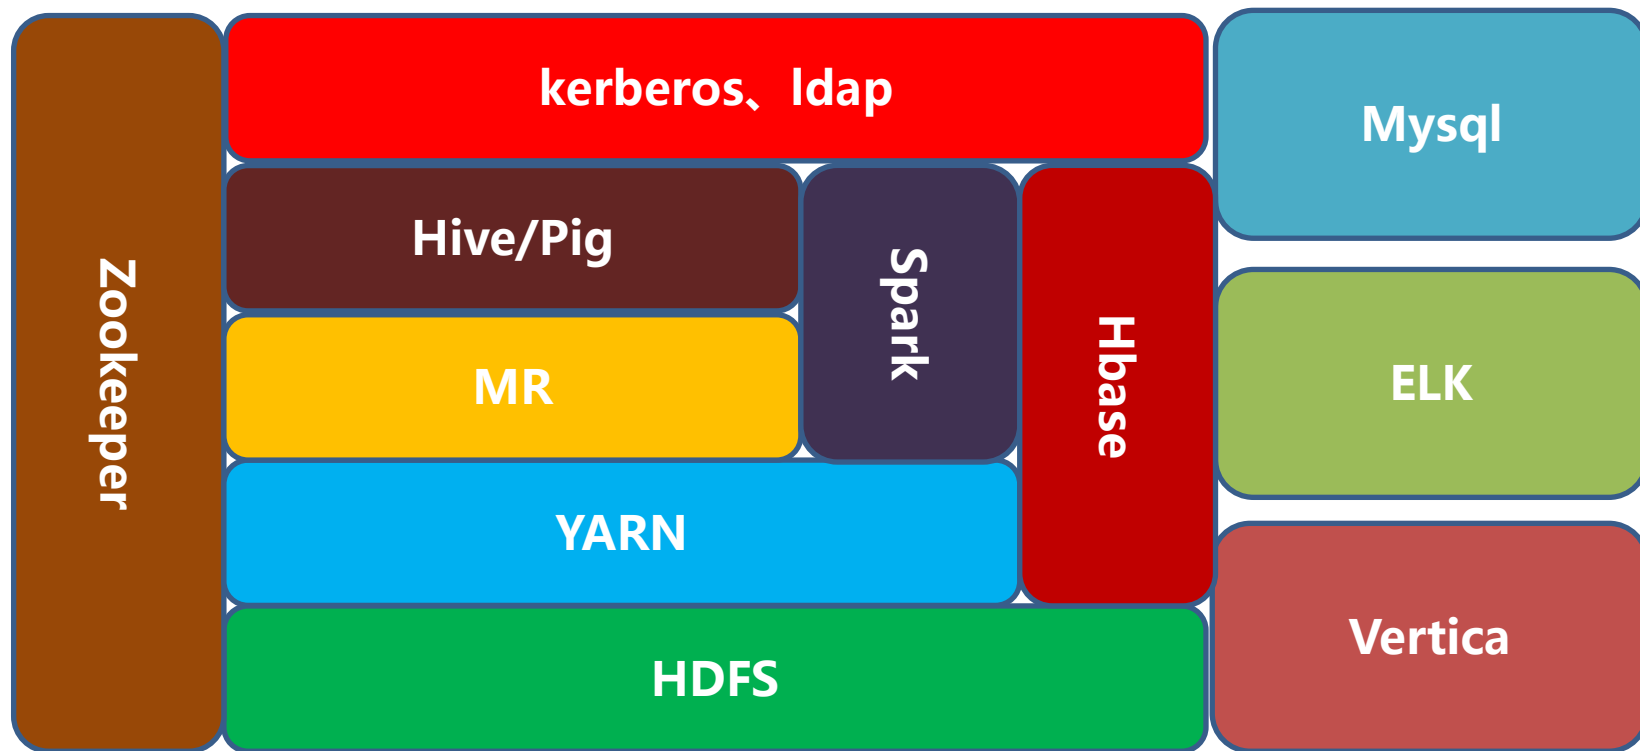 Zookeeper
kerberos、ldap
Hive/Pig
MR
Spark
Hbase
YARN
HDFS
Mysql
ELK
Vertica